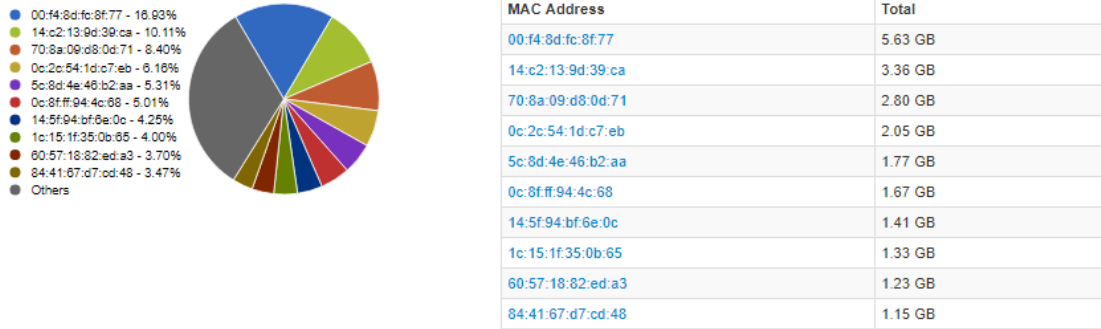 00:f4:8d:fc:8f:77 - 16.93%
14:c2:13:9d:39:ca - 10.11%
70:8a:09:d8:0d:71 - 8.40%
0c:2c:54:1d:c7:eb - 6.16%
5c:8d:4e:46:b2:aa - 5.31%
0c:8f:ff:94:4c:68 - 5.01%
14:5f:94:bf:6e:0c - 4.25%
1c:15:1f:35:0b:65 - 4.00%
60:57:18:82:ed:a3 - 3.70%
84:41:67:d7:cd:48 - 3.47%
Others
MAC Address Total
00:f4:8d:fc:8f:77 5.63 GB
14:c2:13:9d:39:ca 3.36 GB
70:8a:09:d8:0d:71 2.80 GB
0c:2c:54:1d:c7:eb 2.05 GB
5c:8d:4e:46:b2:aa 1.77 GB
0c:8f:ff:94:4c:68 1.67 GB
14:5f:94:bf:6e:0c 1.41 GB
1c:15:1f:35:0b:65 1.33 GB
60:57:18:82:ed:a3 1.23 GB
84:41:67:d7:cd:48 1.15 GB